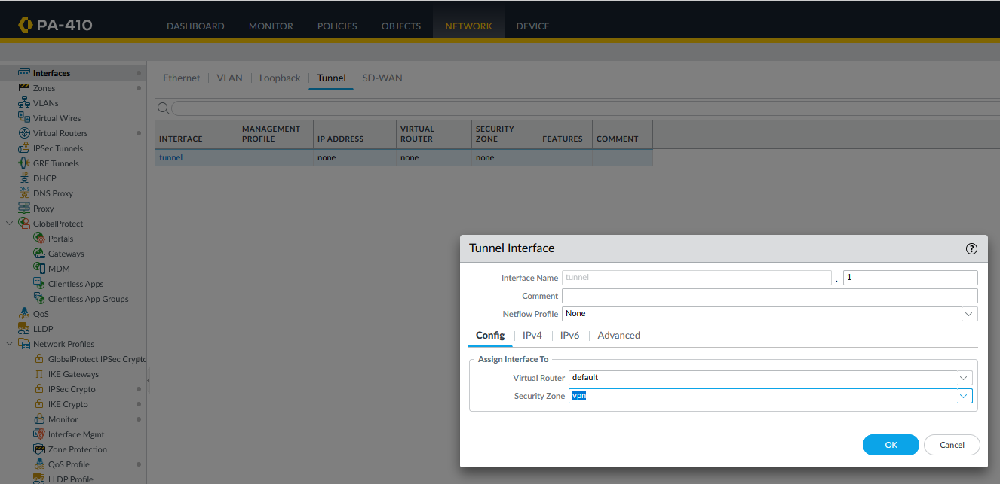 PA-410
DASHBOARD MONITOR POLICIES OBJECTS NETWORK DEVICE
Interfaces
Zones
VLANs
Virtual Wires
Virtual Routers
IPSec Tunnels
GRE Tunnels
DHCP
DNS Proxy
Proxy
GlobalProtect
Portals
Gateways
MDM
Clientless Apps
Clientless App Groups
QoS
LLDP
Network Profiles
GlobalProtect IPSec Crypto
IKE Gateways
IPSec Crypto
IKE Crypto
Monitor
Interface Mgmt
Zone Protection
QoS Profile
LLDP Profile
Ethernet VLAN Loopback Tunnel SD-WAN
INTERFACE
MANAGEMENT
PROFILE
IP ADDRESS
VIRTUAL
ROUTER
SECURITY
ZONE
FEATURES
COMMENT
tunnel none none none
Tunnel Interface ?
Interface Name tunnel . 1
Comment
Netflow Profile None
Config IPv4 IPv6 Advanced
Assign Interface To
Virtual Router default
Security Zone vpn
OK Cancel